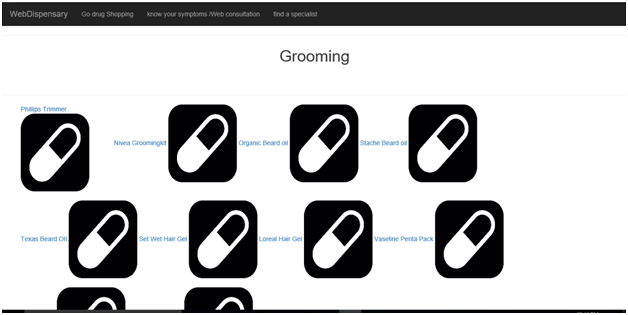 WebDispensary Go drug Shopping know your symptoms /Web consultation find a specialist
Grooming
Phillips Trimmer
Nivea Groomingkit Organic Beard oil Stache Beard oil
Texas Beard Oil Set Wet Hair Gel Loreal Hair Gel Vaseline Penta Pack